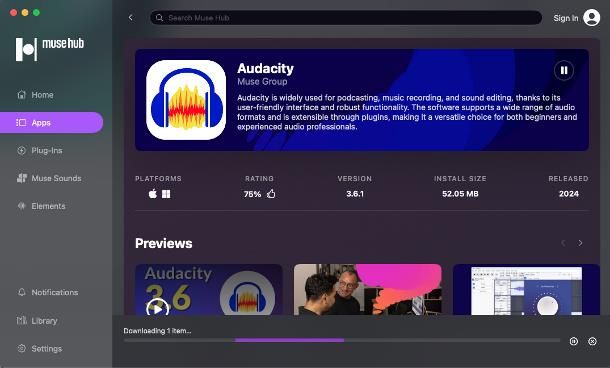 muse hub
Search Muse Hub
Sign In
Home
Apps
Plug-Ins
Muse Sounds
Elements
Notifications
Library
Settings
Audacity
Muse Group
Audacity is widely used for podcasting, music recording, and sound editing, thanks to its
user-friendly interface and robust functionality. The software supports a wide range of audio
formats and is extensible through plugins, making it a versatile choice for both beginners and
experienced audio professionals.
PLATFORMS
RATING
75%
VERSION
3.6.1
INSTALL SIZE
52.05 MB
RELEASED
2024
Previews
Audacity
3.6
Downloading 1 item...